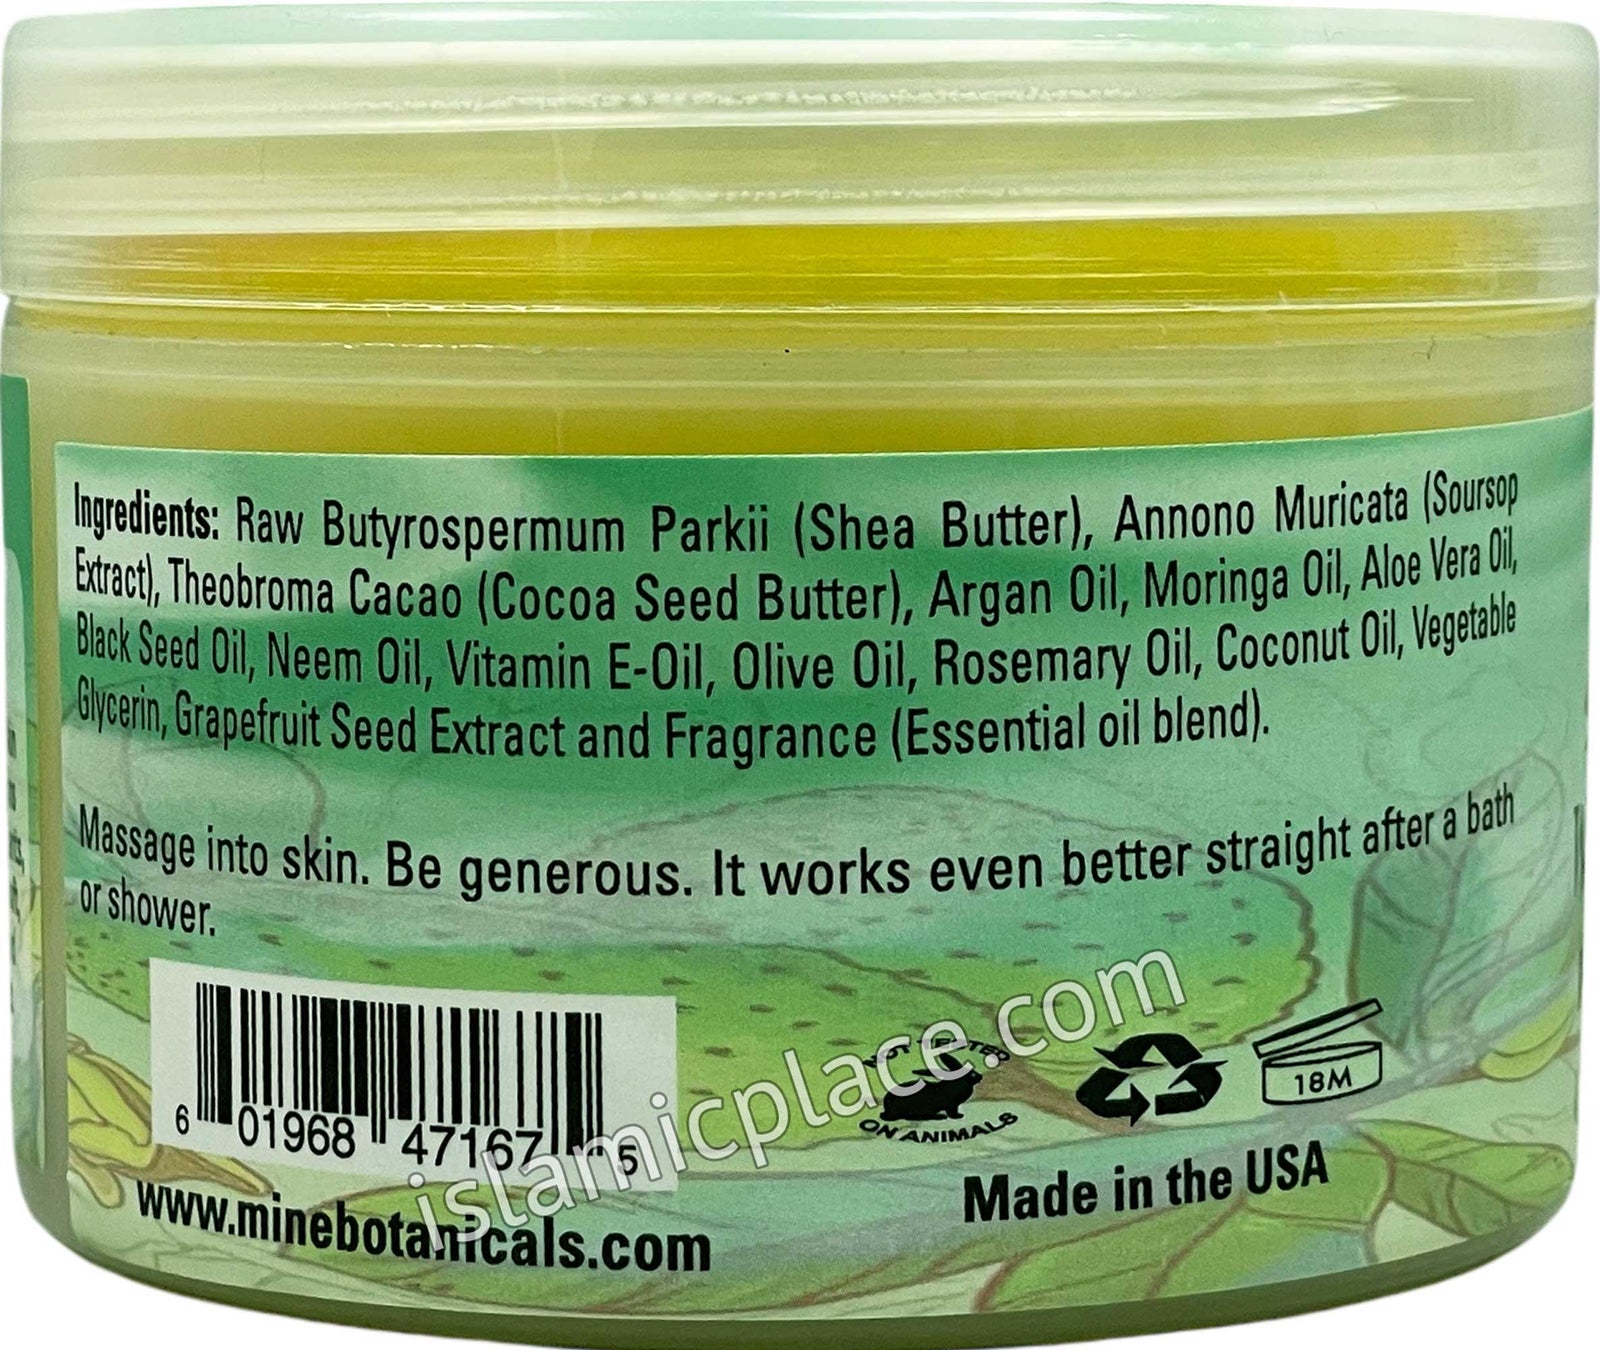 Ingredients: Raw Butyrospermum Parkii (Shea Butter), Annono Muricata (Soursop
Extract), Theobroma Cacao (Cocoa Seed Butter), Argan Oil, Moringa Oil, Aloe Vera Oil,
Black Seed Oil, Neem Oil, Vitamin E-Oil, Olive Oil, Rosemary Oil, Coconut Oil, Vegetable
Glycerin, Grapefruit Seed Extract and Fragrance (Essential oil blend).
Massage into skin. Be generous. It works even better straight after a bath
or shower.
6 01968 47167 5
www.minebotanicals.com
NOT TESTED
ON ANIMALS
18M
Made in the USA
islamicplace.com